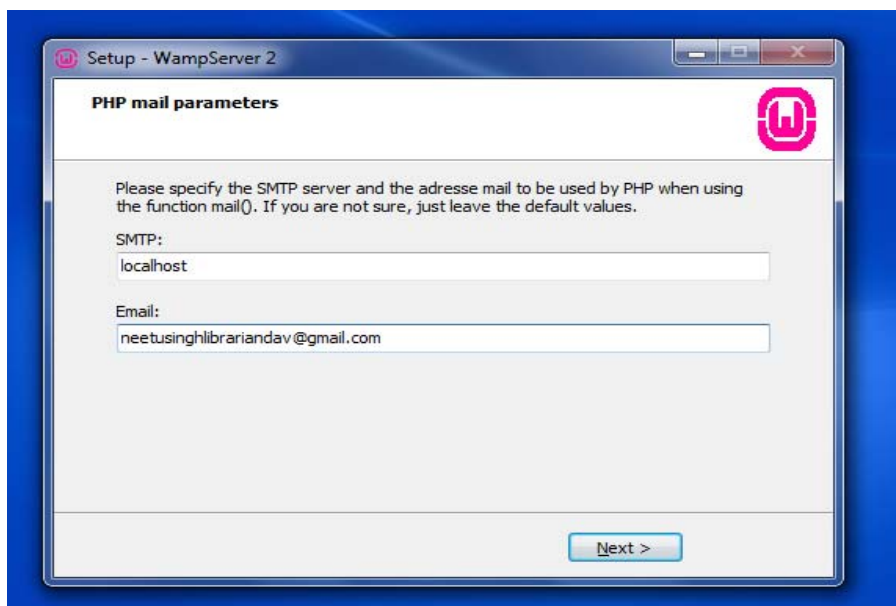 Setup - WampServer 2
PHP mail parameters
Please specify the SMTP server and the adresse mail to be used by PHP when using
the function mail(). If you are not sure, just leave the default values.
SMTP:
localhost
Email:
neetusinghlibrariandav@gmail.com
Next >